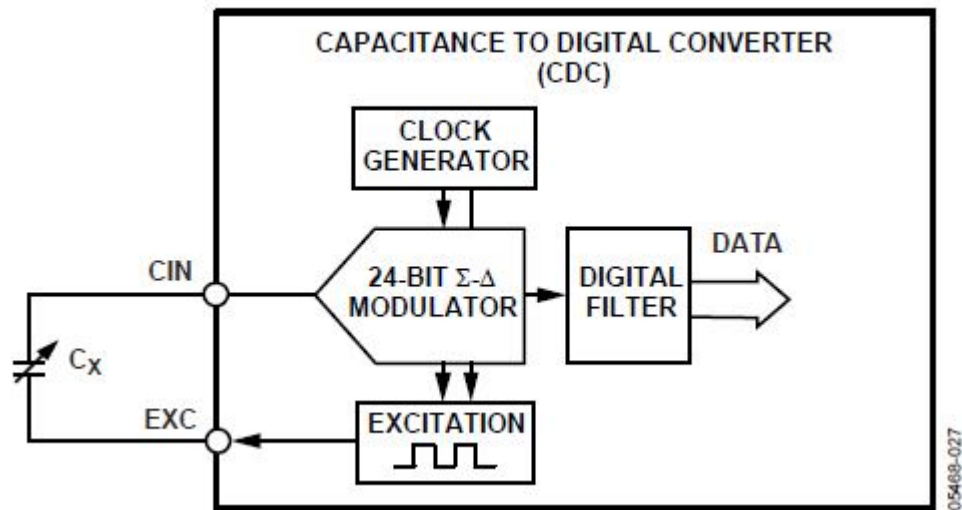 CAPACITANCE TO DIGITAL CONVERTER
(CDC)
CLOCK
GENERATOR
CIN
24-BIT Σ-Δ
MODULATOR
DIGITAL
FILTER
DATA
CX
EXC
EXCITATION
05468-027